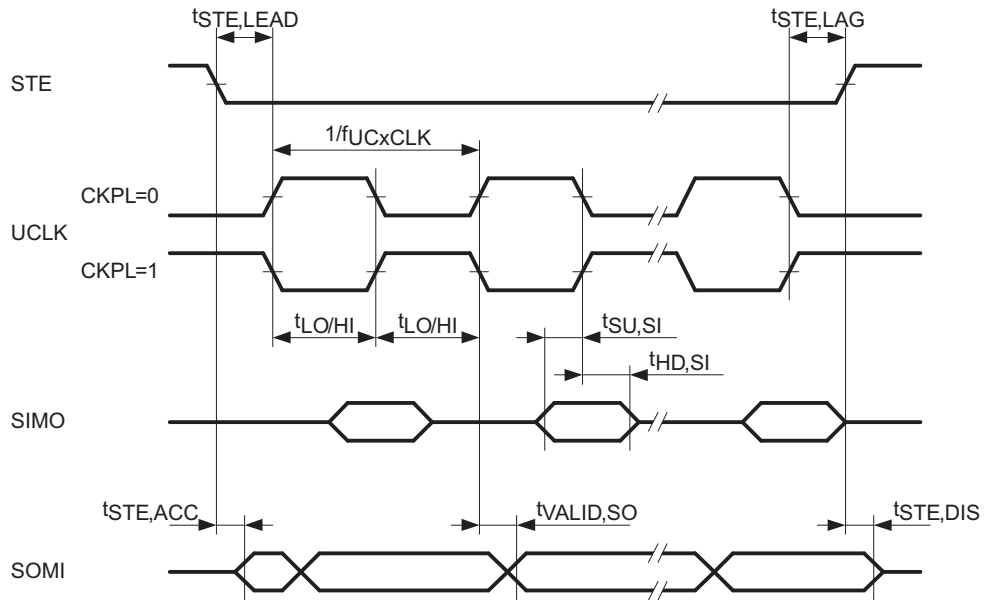 tSTE,LEAD
tSTE,LAG
STE
1/fUCxCLK
CKPL=0
UCLK
CKPL=1
tLO/HI
tLO/HI
tSU,SI
tHD,SI
SIMO
tSTE,ACC
tVALID,SO
tSTE,DIS
SOMI